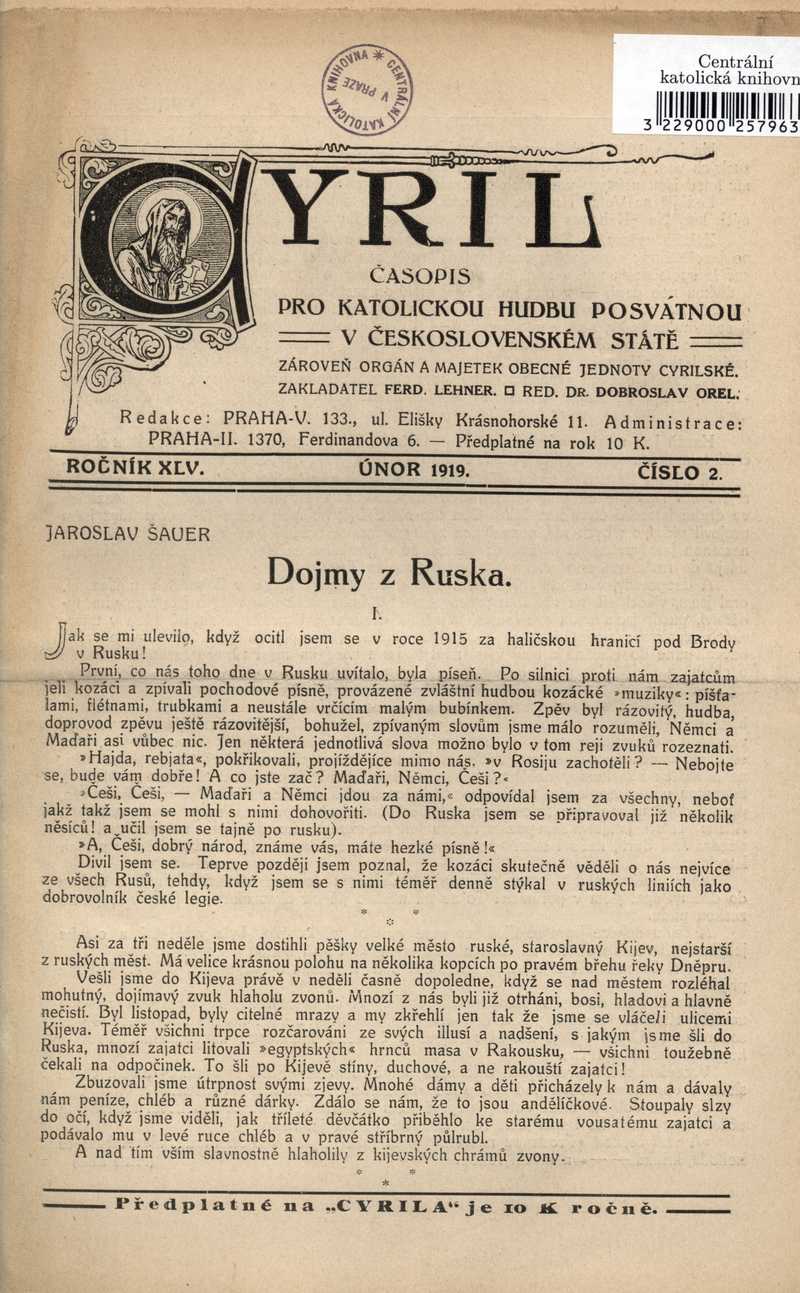 KATOLICKÁ KNIHOVNA * CENTRÁLNÍ
V PRAZE
Centrální
katolická knihovn
3 229000 257963
CYRIL
ČASOPIS
PRO KATOLICKOU HUDBU POSVÁTNOU
V ČESKOSLOVENSKÉM STÁTĚ
ZÁROVEŇ ORGÁN A MAJETEK OBECNÉ JEDNOTY CYRILSKÉ.
ZAKLADATEL FERD. LEHNER. □ RED. DR. DOBROSLAV OREL.
Redakce: PRAHA-V. 133., ul. Elišky Krásnohorské 11. Administrace:
PRAHA-II. 1370, Ferdinandova 6. — Předplatné na rok 10 K.
ROČNÍK XLV. ÚNOR 1919. ČÍSLO 2.
JAROSLAV ŠAUER
Dojmy z Ruska.
I.
Jak se mi ulevilo, když ocitl jsem se v roce 1915 za haličskou hranicí pod Brody
v Rusku!
První, co nás toho dne v Rusku uvítalo, byla píseň. Po silnici proti nám zajatcům
jeli kozáci a zpívali pochodové písně, provázené zvláštní hudbou kozácké »muziky«: píšťa-
lami, flétnami, trubkami a neustále vrčícím malým bubínkem. Zpěv byl rázovitý, hudba,
doprovod zpěvu ještě rázovitější, bohužel, zpívaným slovům jsme málo rozuměli, Němci a
Maďaři asi vůbec nic. Jen některá jednotlivá slova možno bylo v tom reji zvuků rozeznati.
»Hajda, rebjata«, pokřikovali, projíždějíce mimo nás. »v Rosiju zachotěli? — Nebojte
se, bude vám dobře! A co jste zač? Maďaři, Němci, Češi?«
»Češi, Češi, — Maďaři a Němci jdou za námi,« odpovídal jsem za všechny, neboť
jakž takž jsem se mohl s nimi dohovořiti. (Do Ruska jsem se připravoval již několik
měsíců! a učil jsem se tajně po rusku).
»A, Češi, dobrý národ, známe vás, máte hezké písně!«
Divil jsem se. Teprve později jsem poznal, že kozáci skutečně věděli o nás nejvíce
ze všech Rusů, tehdy, když jsem se s nimi téměř denně stýkal v ruských liniích jako
dobrovolník české legie.
* *
*
Asi za tři neděle jsme dostihli pěšky velké město ruské, staroslavný Kijev, nejstarší
z ruských měst. Má velice krásnou polohu na několika kopcích po pravém břehu řeky Dněpru.
Vešli jsme do Kijeva právě v neděli časně dopoledne, když se nad městem rozléhal
mohutný, dojímavý zvuk hlaholu zvonů. Mnozí z nás byli již otrháni, bosi, hladovi a hlavně
nečistí. Byl listopad, byly citelné mrazy a my zkřehlí jen tak že jsme se vláčeli ulicemi
Kijeva. Téměř všichni trpce rozčarováni ze svých illusí a nadšení, s jakým jsme šli do
Ruska, mnozí zajatci litovali »egyptských« hrnců masa v Rakousku, — všichni toužebně
čekali na odpočinek. To šli po Kijevě stíny, duchové, a ne rakouští zajatci!
Zbuzovali jsme útrpnost svými zjevy. Mnohé dámy a děti přicházely k nám a dávaly
nám peníze, chléb a různé dárky. Zdálo se nám, že to jsou andělíčkové. Stoupaly slzy
do očí, když jsme viděli, jak tříleté děvčátko přiběhlo ke starému vousatému zajatci a
podávalo mu v levé ruce chléb a v pravé stříbrný půlrubl.
A nad tím vším slavnostně hlaholily z kijevských chrámů zvony.
* *
*
Předplatné na „CYRILA“ je 10 K ročně.